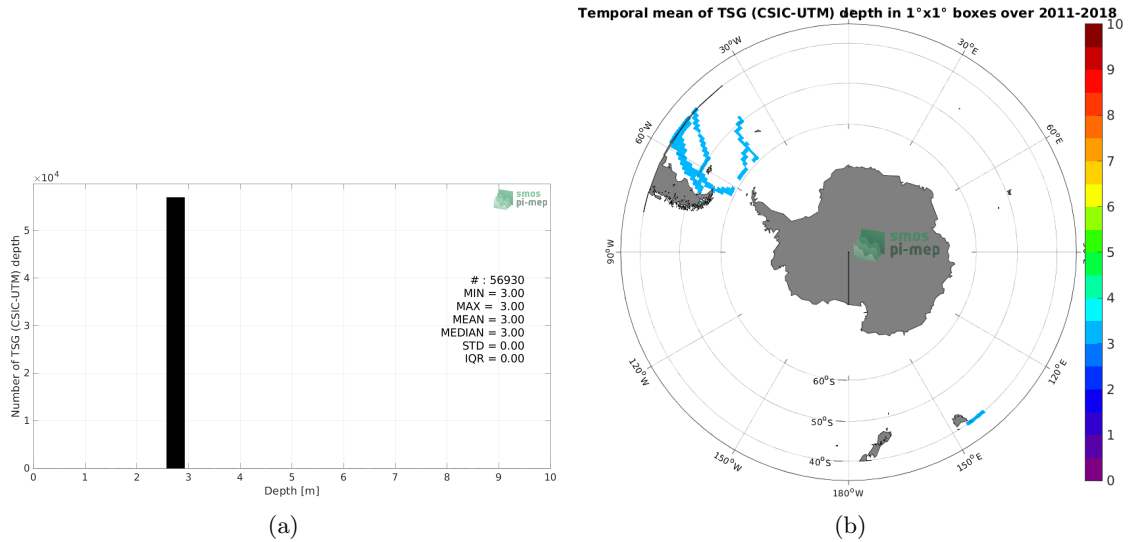 Temporal mean of TSG (CSIC-UTM) depth in 1°x1° boxes over 2011-2018
×10⁴
smos
pi-mep
Number of TSG (CSIC-UTM) depth
5
4
3
2
1
0
# : 56930
MIN = 3.00
MAX = 3.00
MEAN = 3.00
MEDIAN = 3.00
STD = 0.00
IQR = 0.00
0 1 2 3 4 5 6 7 8 9 10
Depth [m]
(a)
0°
30°W
30°E
60°W
60°E
90°W
120°W
120°E
150°W
150°E
180°W
60°S
50°S
40°S
smos
pi-mep
10
9
8
7
6
5
4
3
2
1
0
(b)